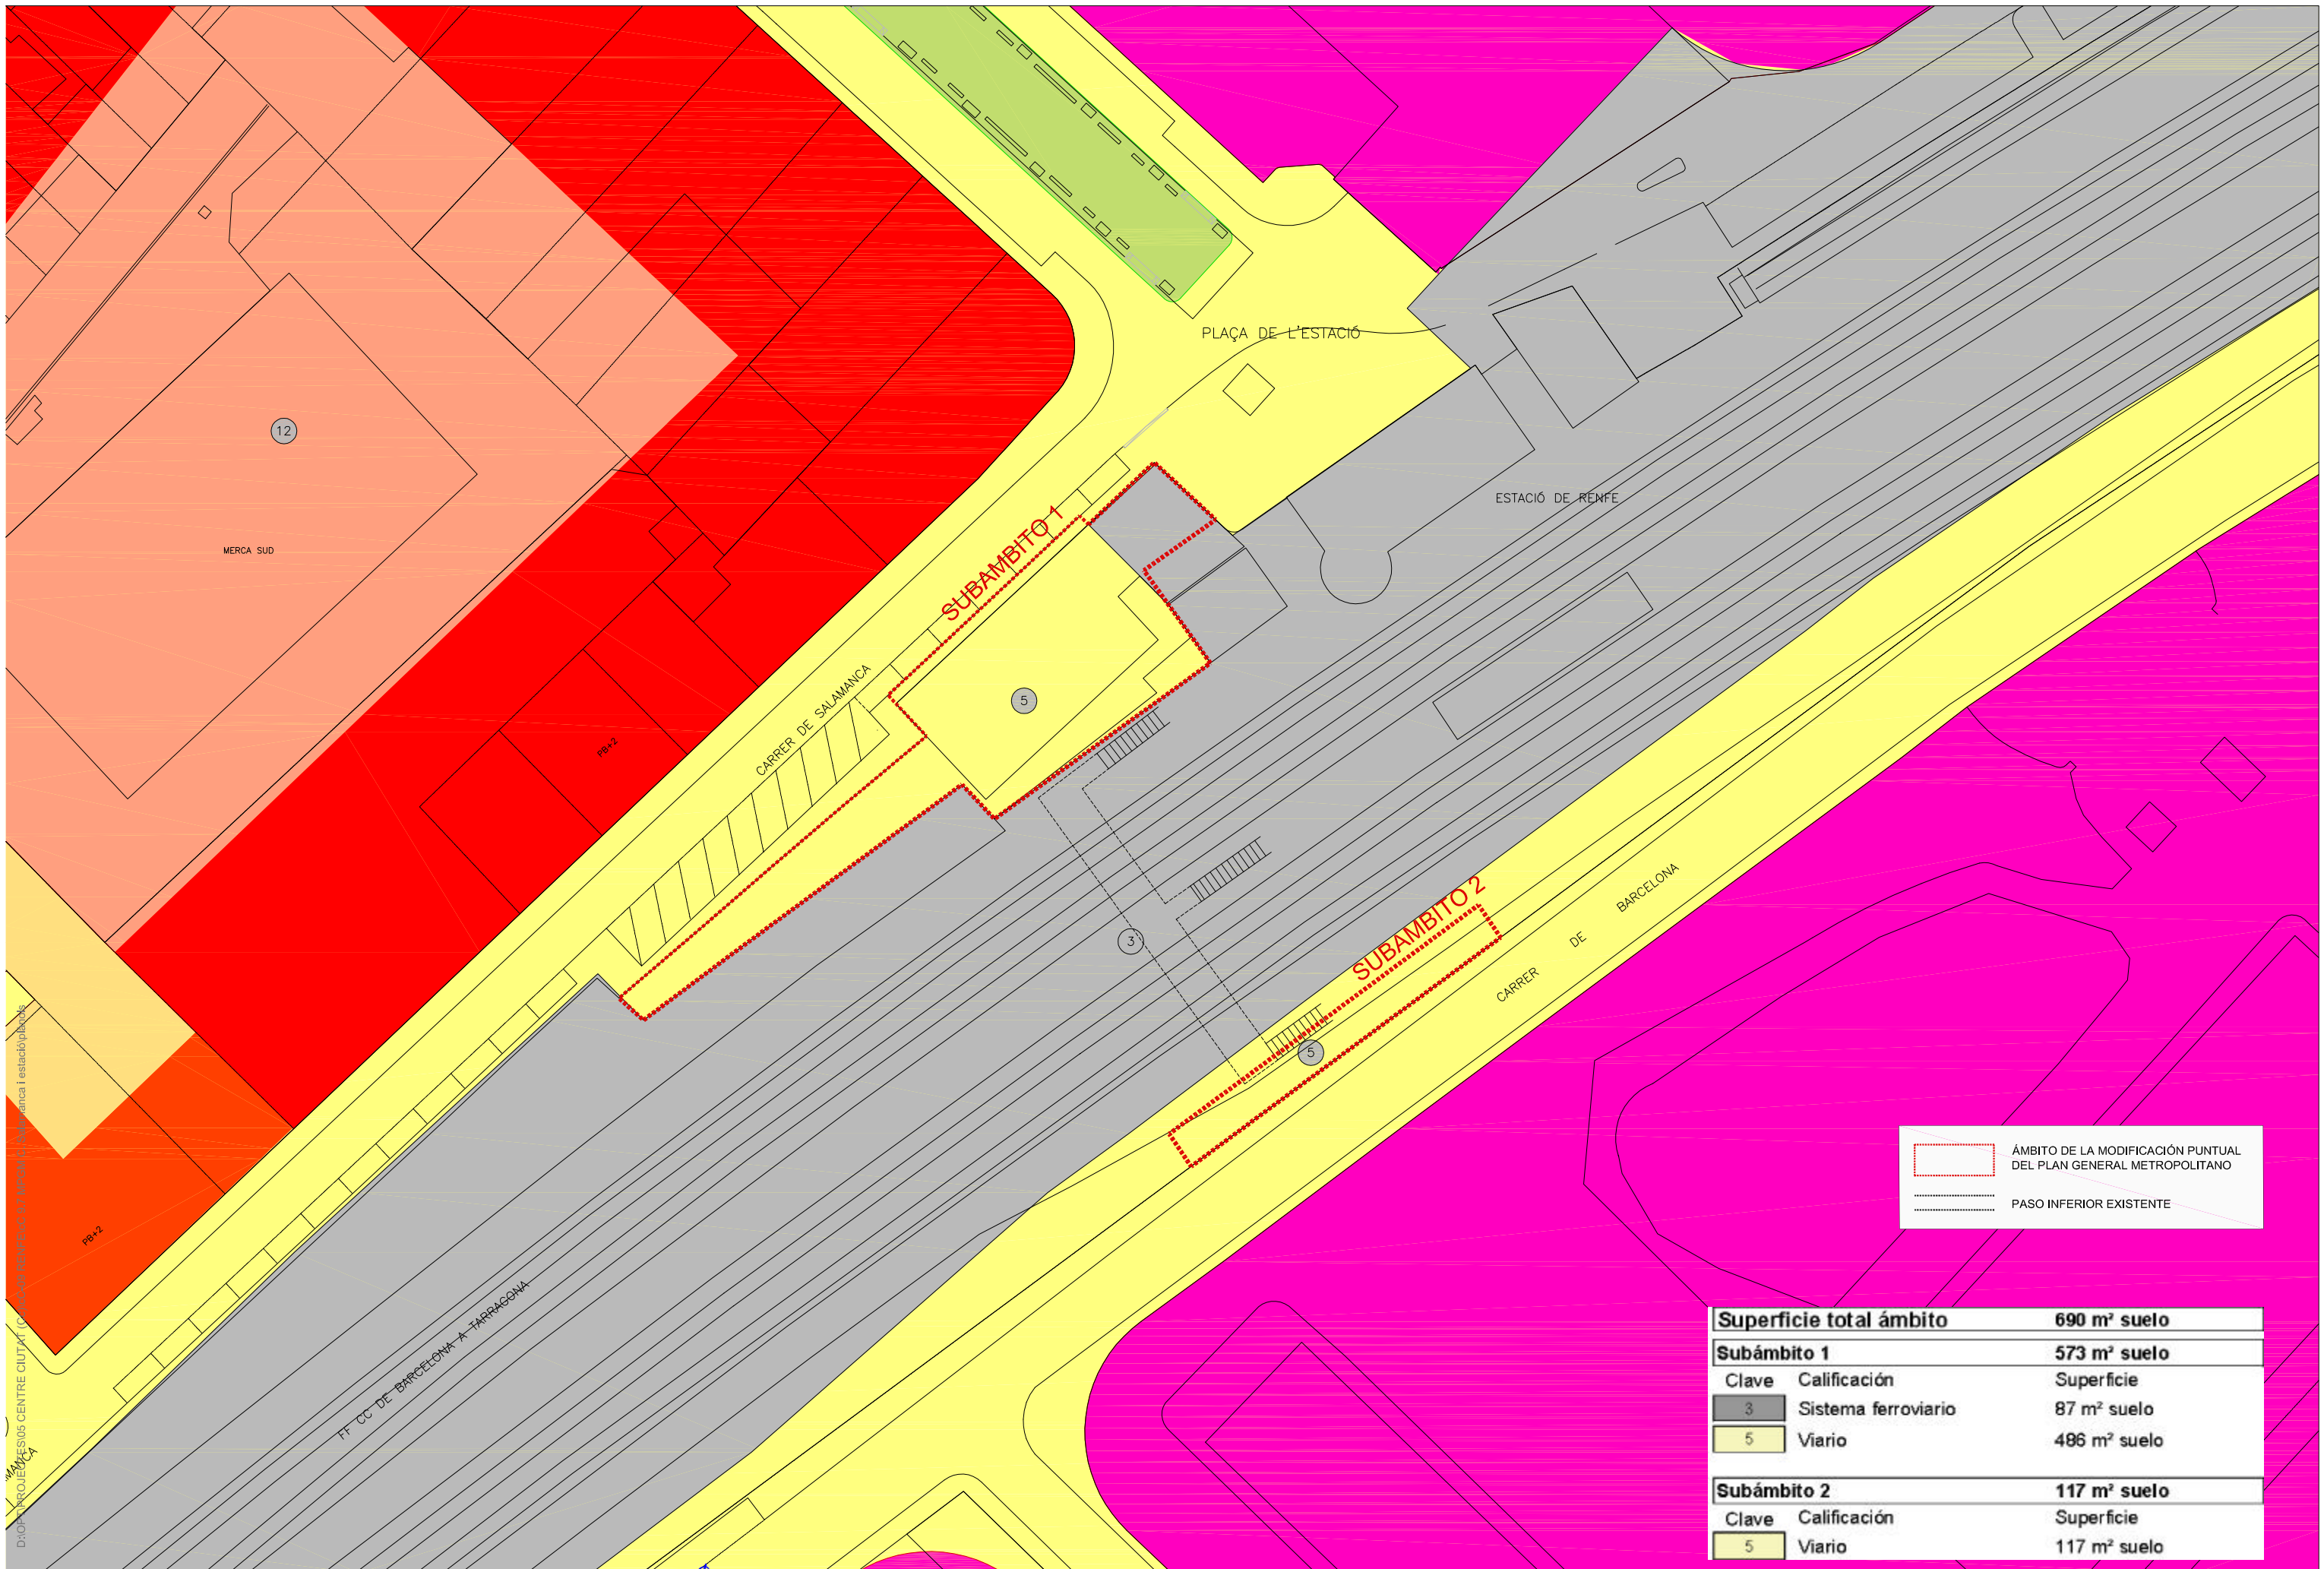 PLAÇA DE L'ESTACIÓ
12
MERCA SUD
ESTACIÓ DE RENFE
SUBAMBITO 1
CARRER DE SALAMANCA
5
PB+2
3
SUBAMBITO 2
5
CARRER DE BARCELONA
PB+2
FF CC DE BARCELONA A TARRAGONA
ÁMBITO DE LA MODIFICACIÓN PUNTUAL
DEL PLAN GENERAL METROPOLITANO
PASO INFERIOR EXISTENTE
Superficie total ámbito 690 m² suelo
Subámbito 1 573 m² suelo
Clave Calificación Superficie
3 Sistema ferroviario 87 m² suelo
5 Viario 486 m² suelo
Subámbito 2 117 m² suelo
Clave Calificación Superficie
5 Viario 117 m² suelo